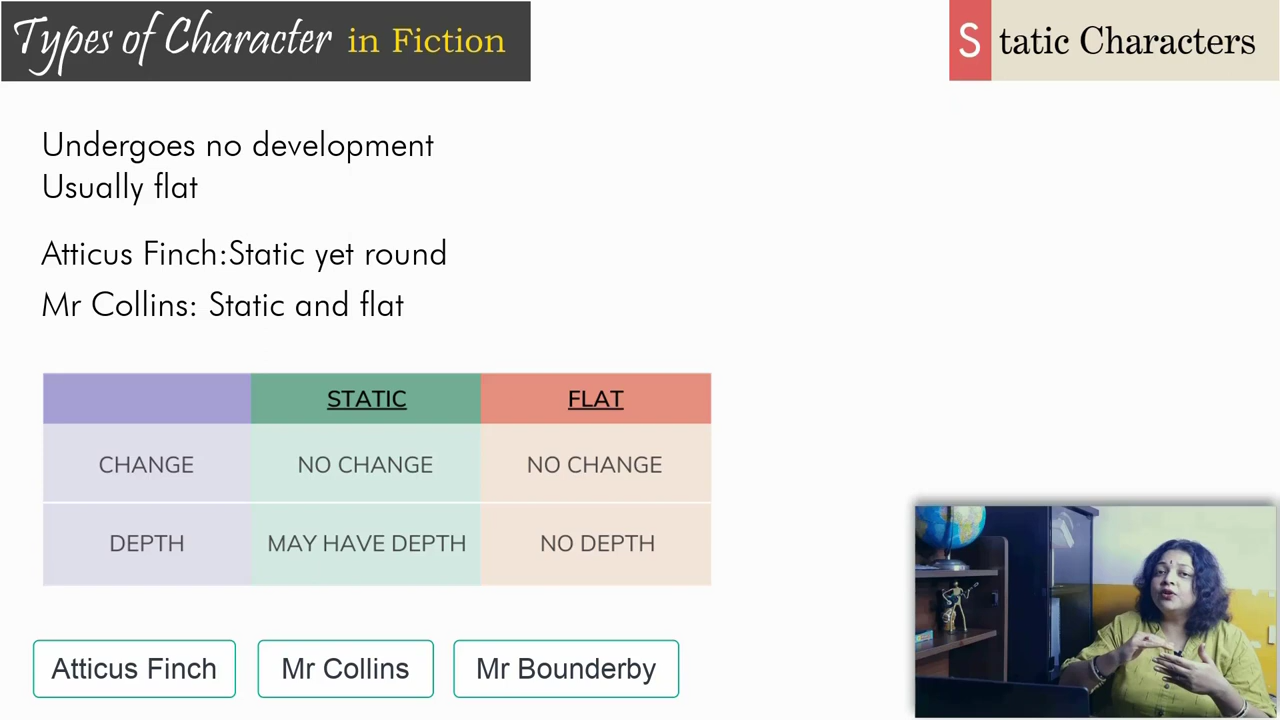 Types of Character in Fiction
Static Characters
Undergoes no development
Usually flat
Atticus Finch:Static yet round
Mr Collins: Static and flat
STATIC FLAT
CHANGE NO CHANGE NO CHANGE
DEPTH MAY HAVE DEPTH NO DEPTH
Atticus Finch Mr Collins Mr Bounderby